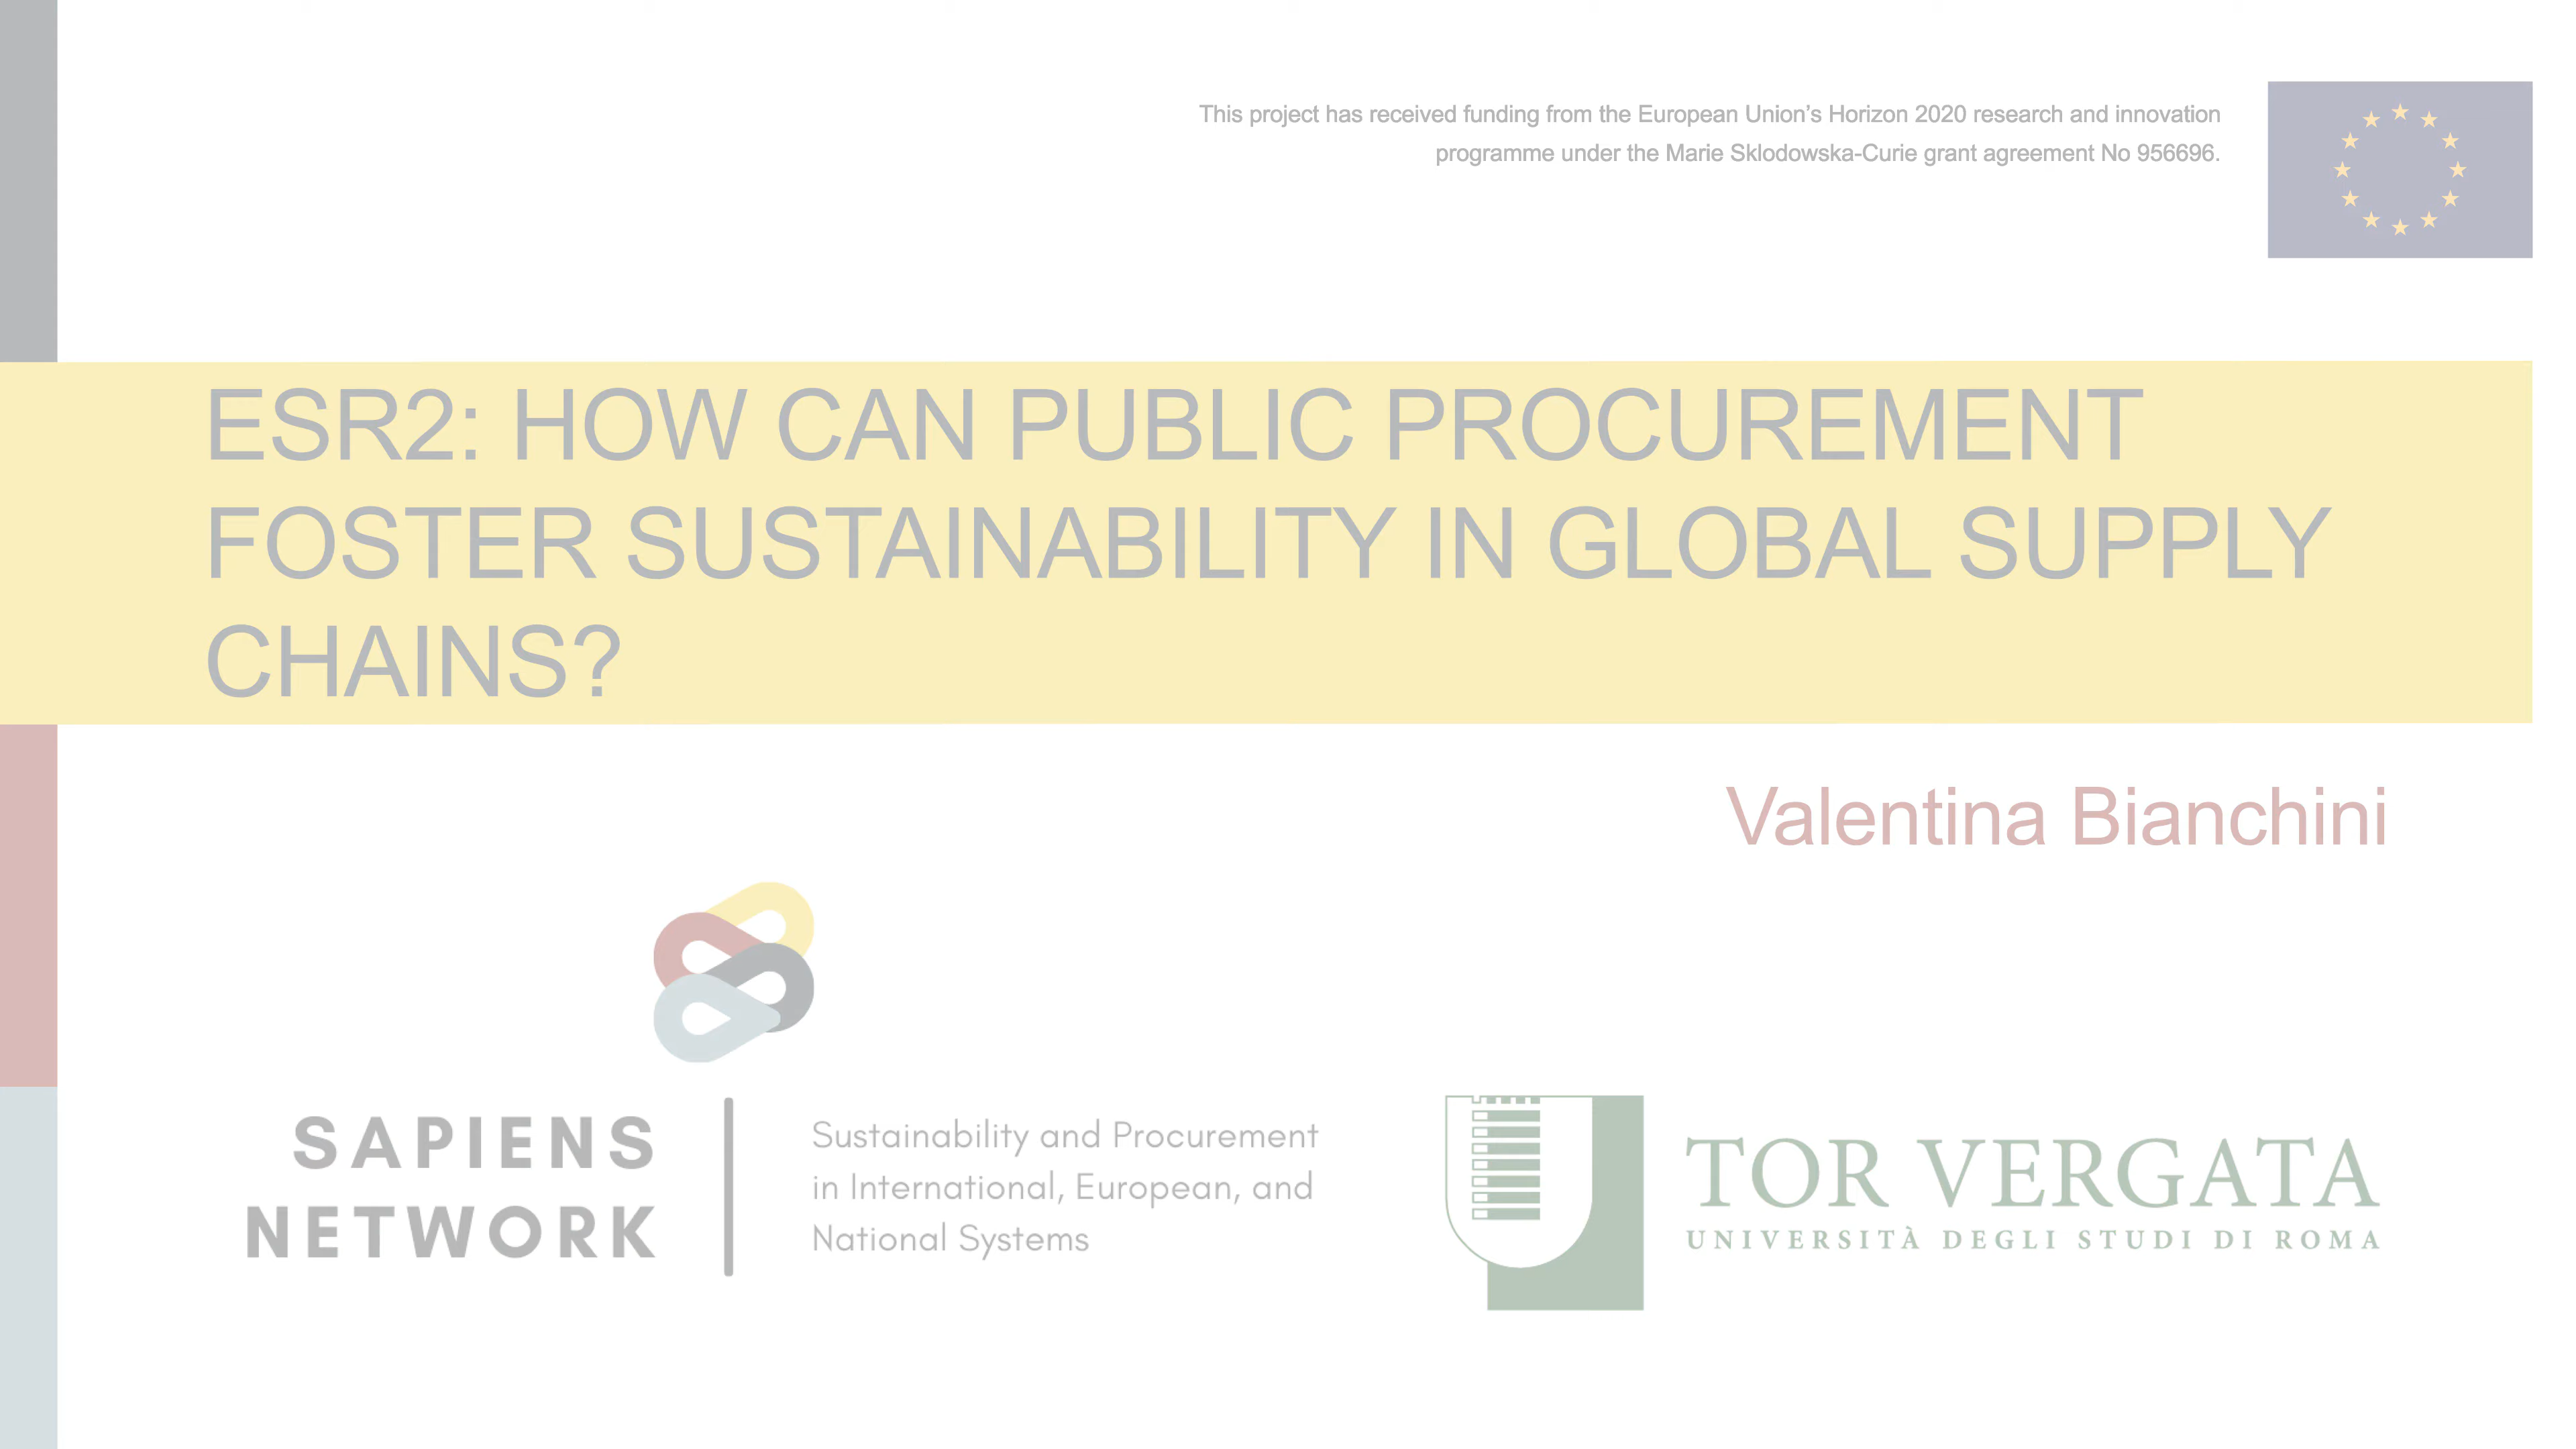 This project has received funding from the European Union’s Horizon 2020 research and innovation
programme under the Marie Sklodowska-Curie grant agreement No 956696.
ESR2: HOW CAN PUBLIC PROCUREMENT
FOSTER SUSTAINABILITY IN GLOBAL SUPPLY
CHAINS?
Valentina Bianchini
SAPIENS
NETWORK
Sustainability and Procurement
in International, European, and
National Systems
TOR VERGATA
UNIVERSITÀ DEGLI STUDI DI ROMA